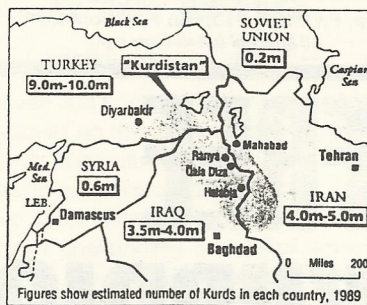 Black Sea
SOVIET
UNION
0.2m
TURKEY
9.0m-10.0m
"Kurdistan"
Caspian
Sea
Diyarbakir
Mahabad
Ranya
Qala Diza
Halabja
Tehran
Med.
Sea
SYRIA
0.6m
LEB.
Damascus
IRAQ
3.5m-4.0m
IRAN
4.0m-5.0m
Baghdad
0 Miles 200
Figures show estimated number of Kurds in each country, 1989